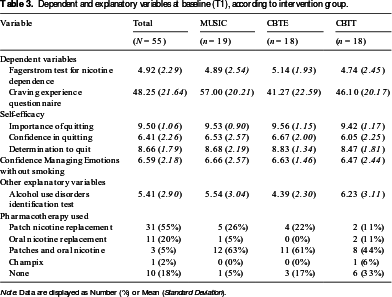 Table 3. Dependent and explanatory variables at baseline (T1), according to intervention group.
Variable Total MUSIC CBTE CBTT
(N = 55) (n = 19) (n = 18) (n = 18)
Dependent variables
Fagerstrom test for nicotine 4.92 (2.29) 4.89 (2.54) 5.14 (1.93) 4.74 (2.45)
dependence
Craving experience 48.25 (21.64) 57.00 (20.21) 41.27 (22.59) 46.10 (20.17)
questionnaire
Self-efficacy
Importance of quitting 9.50 (1.06) 9.53 (0.90) 9.56 (1.15) 9.42 (1.17)
Confidence in quitting 6.41 (2.26) 6.53 (2.57) 6.67 (2.00) 6.05 (2.25)
Determination to quit 8.66 (1.79) 8.68 (2.19) 8.83 (1.34) 8.47 (1.81)
Confidence Managing Emotions 6.59 (2.18) 6.66 (2.57) 6.63 (1.46) 6.47 (2.44)
without smoking
Other explanatory variables
Alcohol use disorders 5.41 (2.90) 5.54 (3.04) 4.39 (2.30) 6.23 (3.11)
identification test
Pharmacotherapy used
Patch nicotine replacement 31 (55%) 5 (26%) 4 (22%) 2 (11%)
Oral nicotine replacement 11 (20%) 1 (5%) 0 (0%) 2 (11%)
Patches and oral nicotine 3 (5%) 12 (63%) 11 (61%) 8 (44%)
Champix 1 (2%) 0 (0%) 0 (0%) 1 (6%)
None 10 (18%) 1 (5%) 3 (17%) 6 (33%)
Note: Data are displayed as Number (%) or Mean (Standard Deviation).